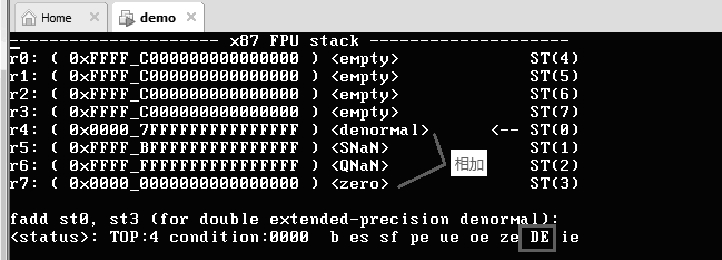 Home demo
-------------------- x87 FPU stack --------------------
r0: ( 0xFFFF_C000000000000000 ) <empty> ST(4)
r1: ( 0xFFFF_C000000000000000 ) <empty> ST(5)
r2: ( 0xFFFF_C000000000000000 ) <empty> ST(6)
r3: ( 0xFFFF_C000000000000000 ) <empty> ST(7)
r4: ( 0x0000_7FFFFFFFFFFFFFFF ) <denormal> <-- ST(0)
r5: ( 0xFFFF_BFFFFFFFFFFFFFFF ) <SNaN> ST(1)
r6: ( 0xFFFF_FFFFFFFFFFFFFFFF ) <QNaN> ST(2)
r7: ( 0x0000_0000000000000000 ) <zero> ST(3)
相加
fadd st0, st3 (for double extended-precision denormal):
<status>: TOP:4 condition:0000 b es sf pe ue oe ze DE ie